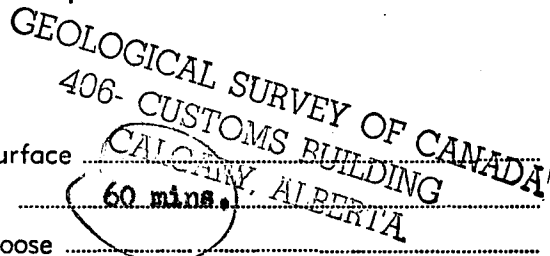 GEOLOGICAL SURVEY OF CANADA
406- CUSTOMS BUILDING
CALGARY, ALBERTA
urface
60 mins.
oose